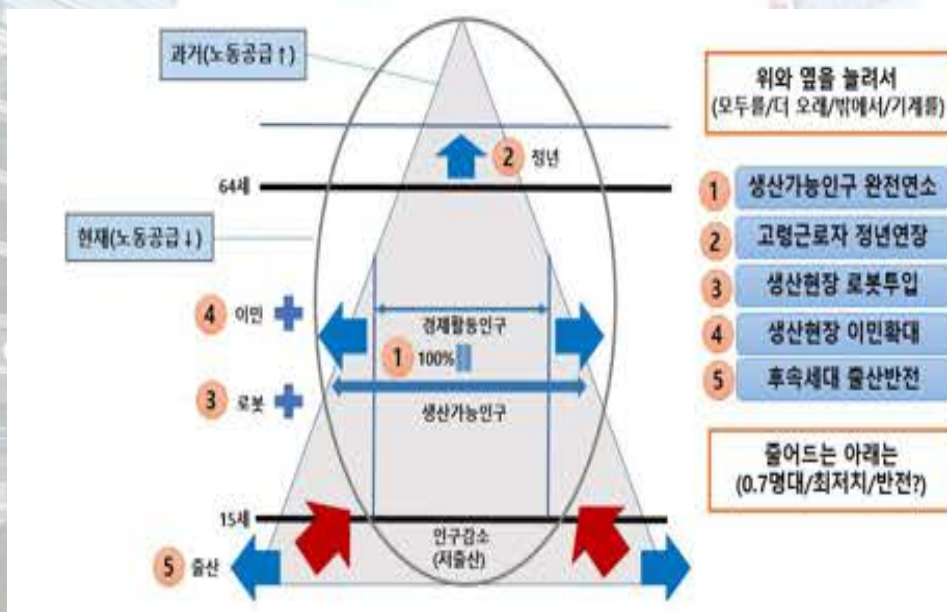 과거(노동공급↑)
위와 옆을 늘려서
(모두를/더 오래/밖에서/기계를)
2 정년
64세
1 생산가능인구 완전연소
현재(노동공급↓)
2 고령근로자 정년연장
3 생산현장 로봇투입
4 이민
경제활동인구
4 생산현장 이민확대
1 100%
5 후속세대 출산반전
3 로봇
생산가능인구
줄어드는 아래는
(0.7명대/최저치/반전?)
15세
인구감소
(저출산)
5 출산